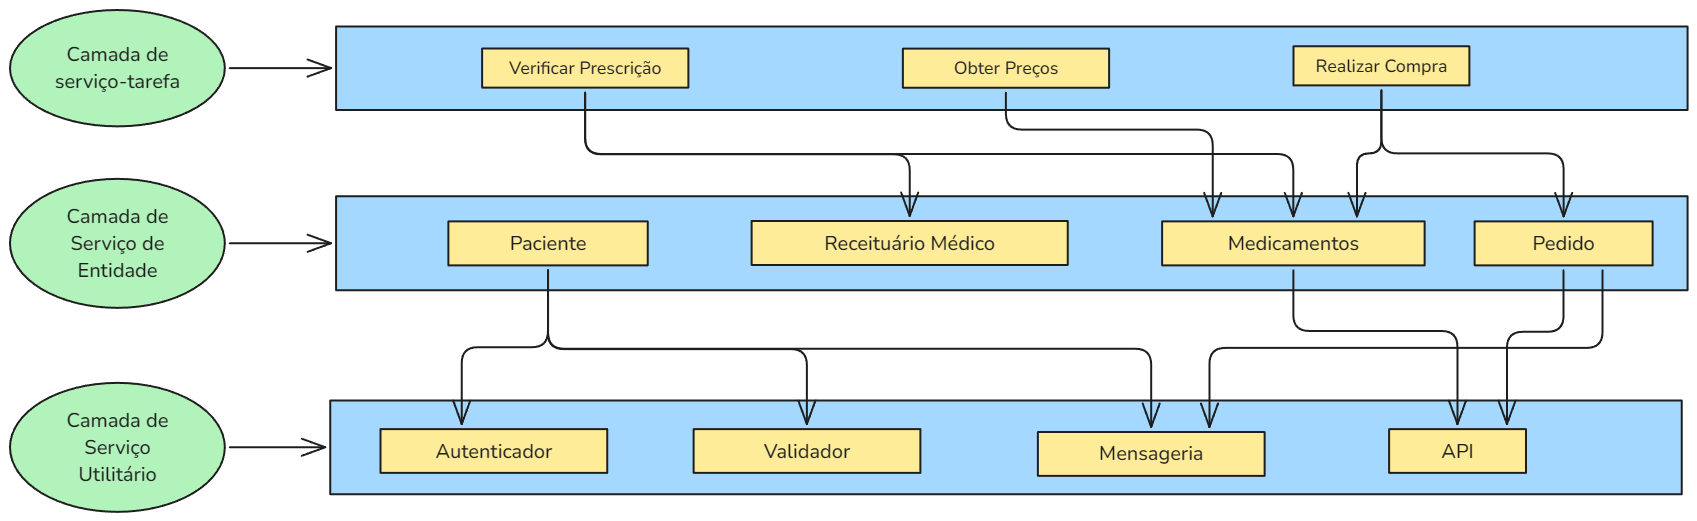 Camada de
serviço-tarefa
Verificar Prescrição
Obter Preços
Realizar Compra
Camada de
Serviço de
Entidade
Paciente
Receituário Médico
Medicamentos
Pedido
Camada de
Serviço
Utilitário
Autenticador
Validador
Mensageria
API